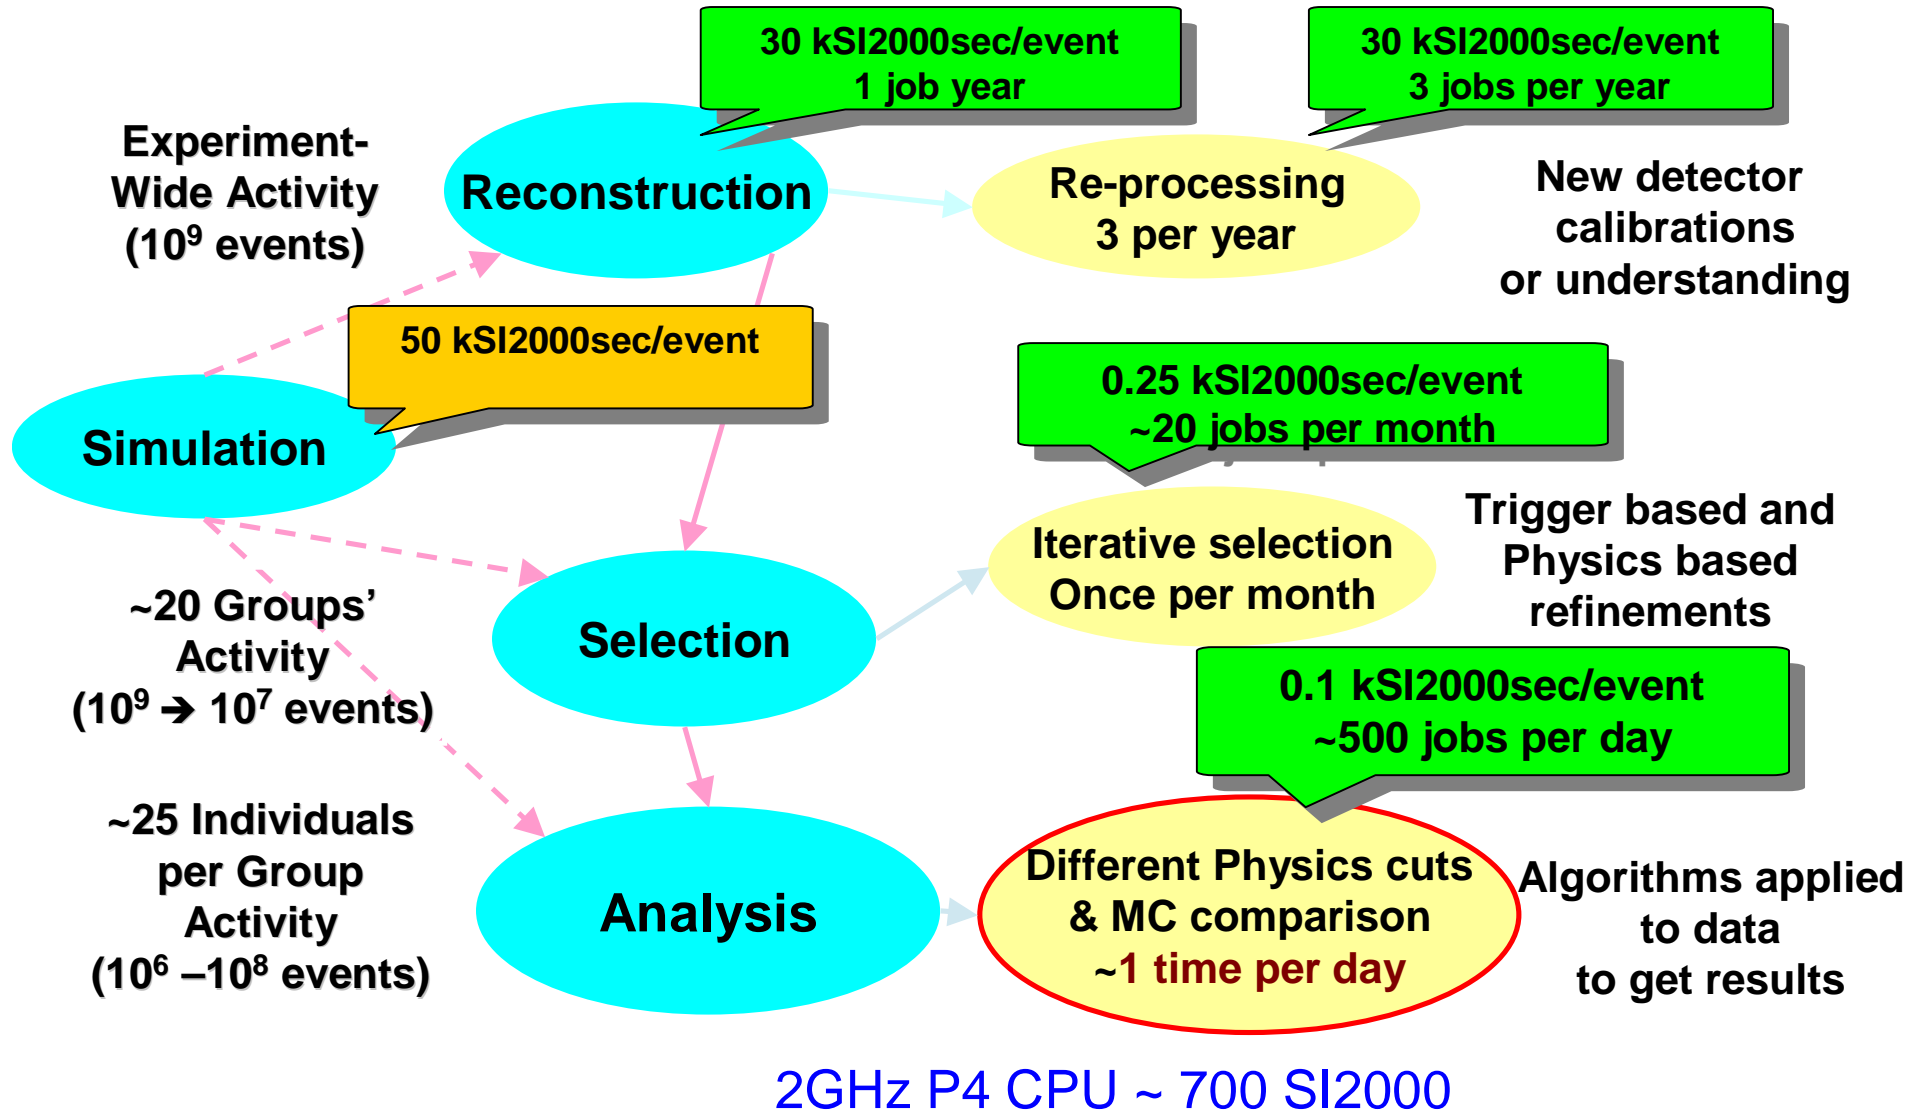 30 kSI2000sec/event
1 job year
30 kSI2000sec/event
3 jobs per year
Experiment-
Wide Activity
(10⁹ events)
Reconstruction
Re-processing
3 per year
New detector
calibrations
or understanding
50 kSI2000sec/event
0.25 kSI2000sec/event
~20 jobs per month
Simulation
Iterative selection
Once per month
Trigger based and
Physics based
refinements
~20 Groups’
Activity
(10⁹ ➔ 10⁷ events)
Selection
0.1 kSI2000sec/event
~500 jobs per day
~25 Individuals
per Group
Activity
(10⁶ –10⁸ events)
Analysis
Different Physics cuts
& MC comparison
~1 time per day
Algorithms applied
to data
to get results
2GHz P4 CPU ~ 700 SI2000